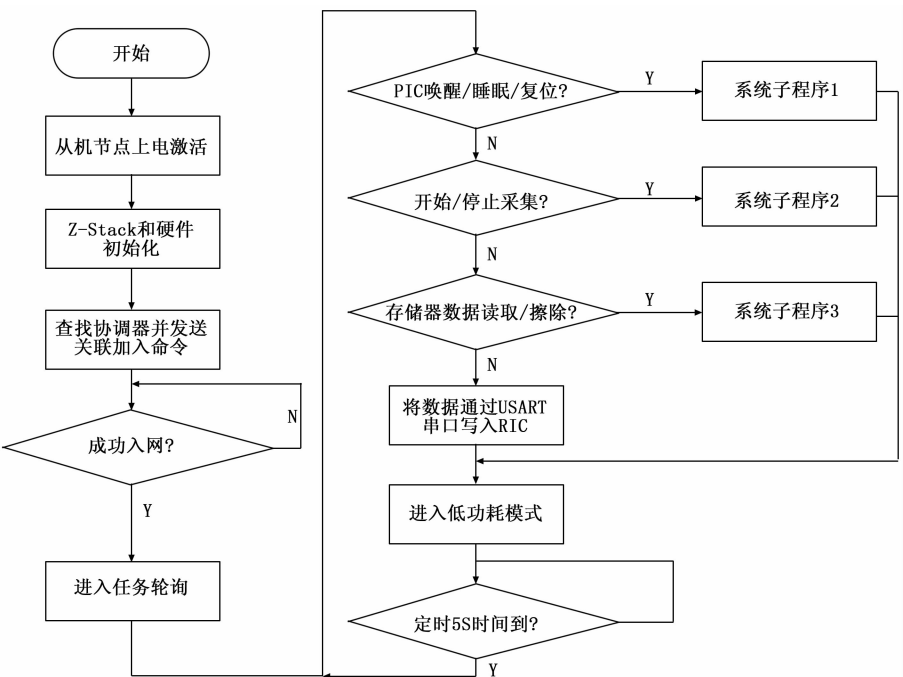 开始
从机节点上电激活
Z-Stack和硬件
初始化
查找协调器并发送
关联加入命令
N
成功入网?
Y
进入任务轮询
PIC唤醒/睡眠/复位?
Y
系统子程序1
N
开始/停止采集?
Y
系统子程序2
N
存储器数据读取/擦除?
Y
系统子程序3
N
将数据通过USART
串口写入RIC
进入低功耗模式
定时5S时间到?
Y